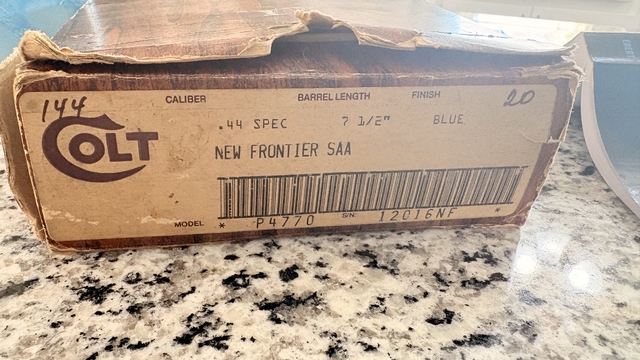 144
CALIBER BARREL LENGTH FINISH
20
COLT
.44 SPEC 7 1/2" BLUE
NEW FRONTIER SAA
MODEL * P4770 S/N: 12016NF *